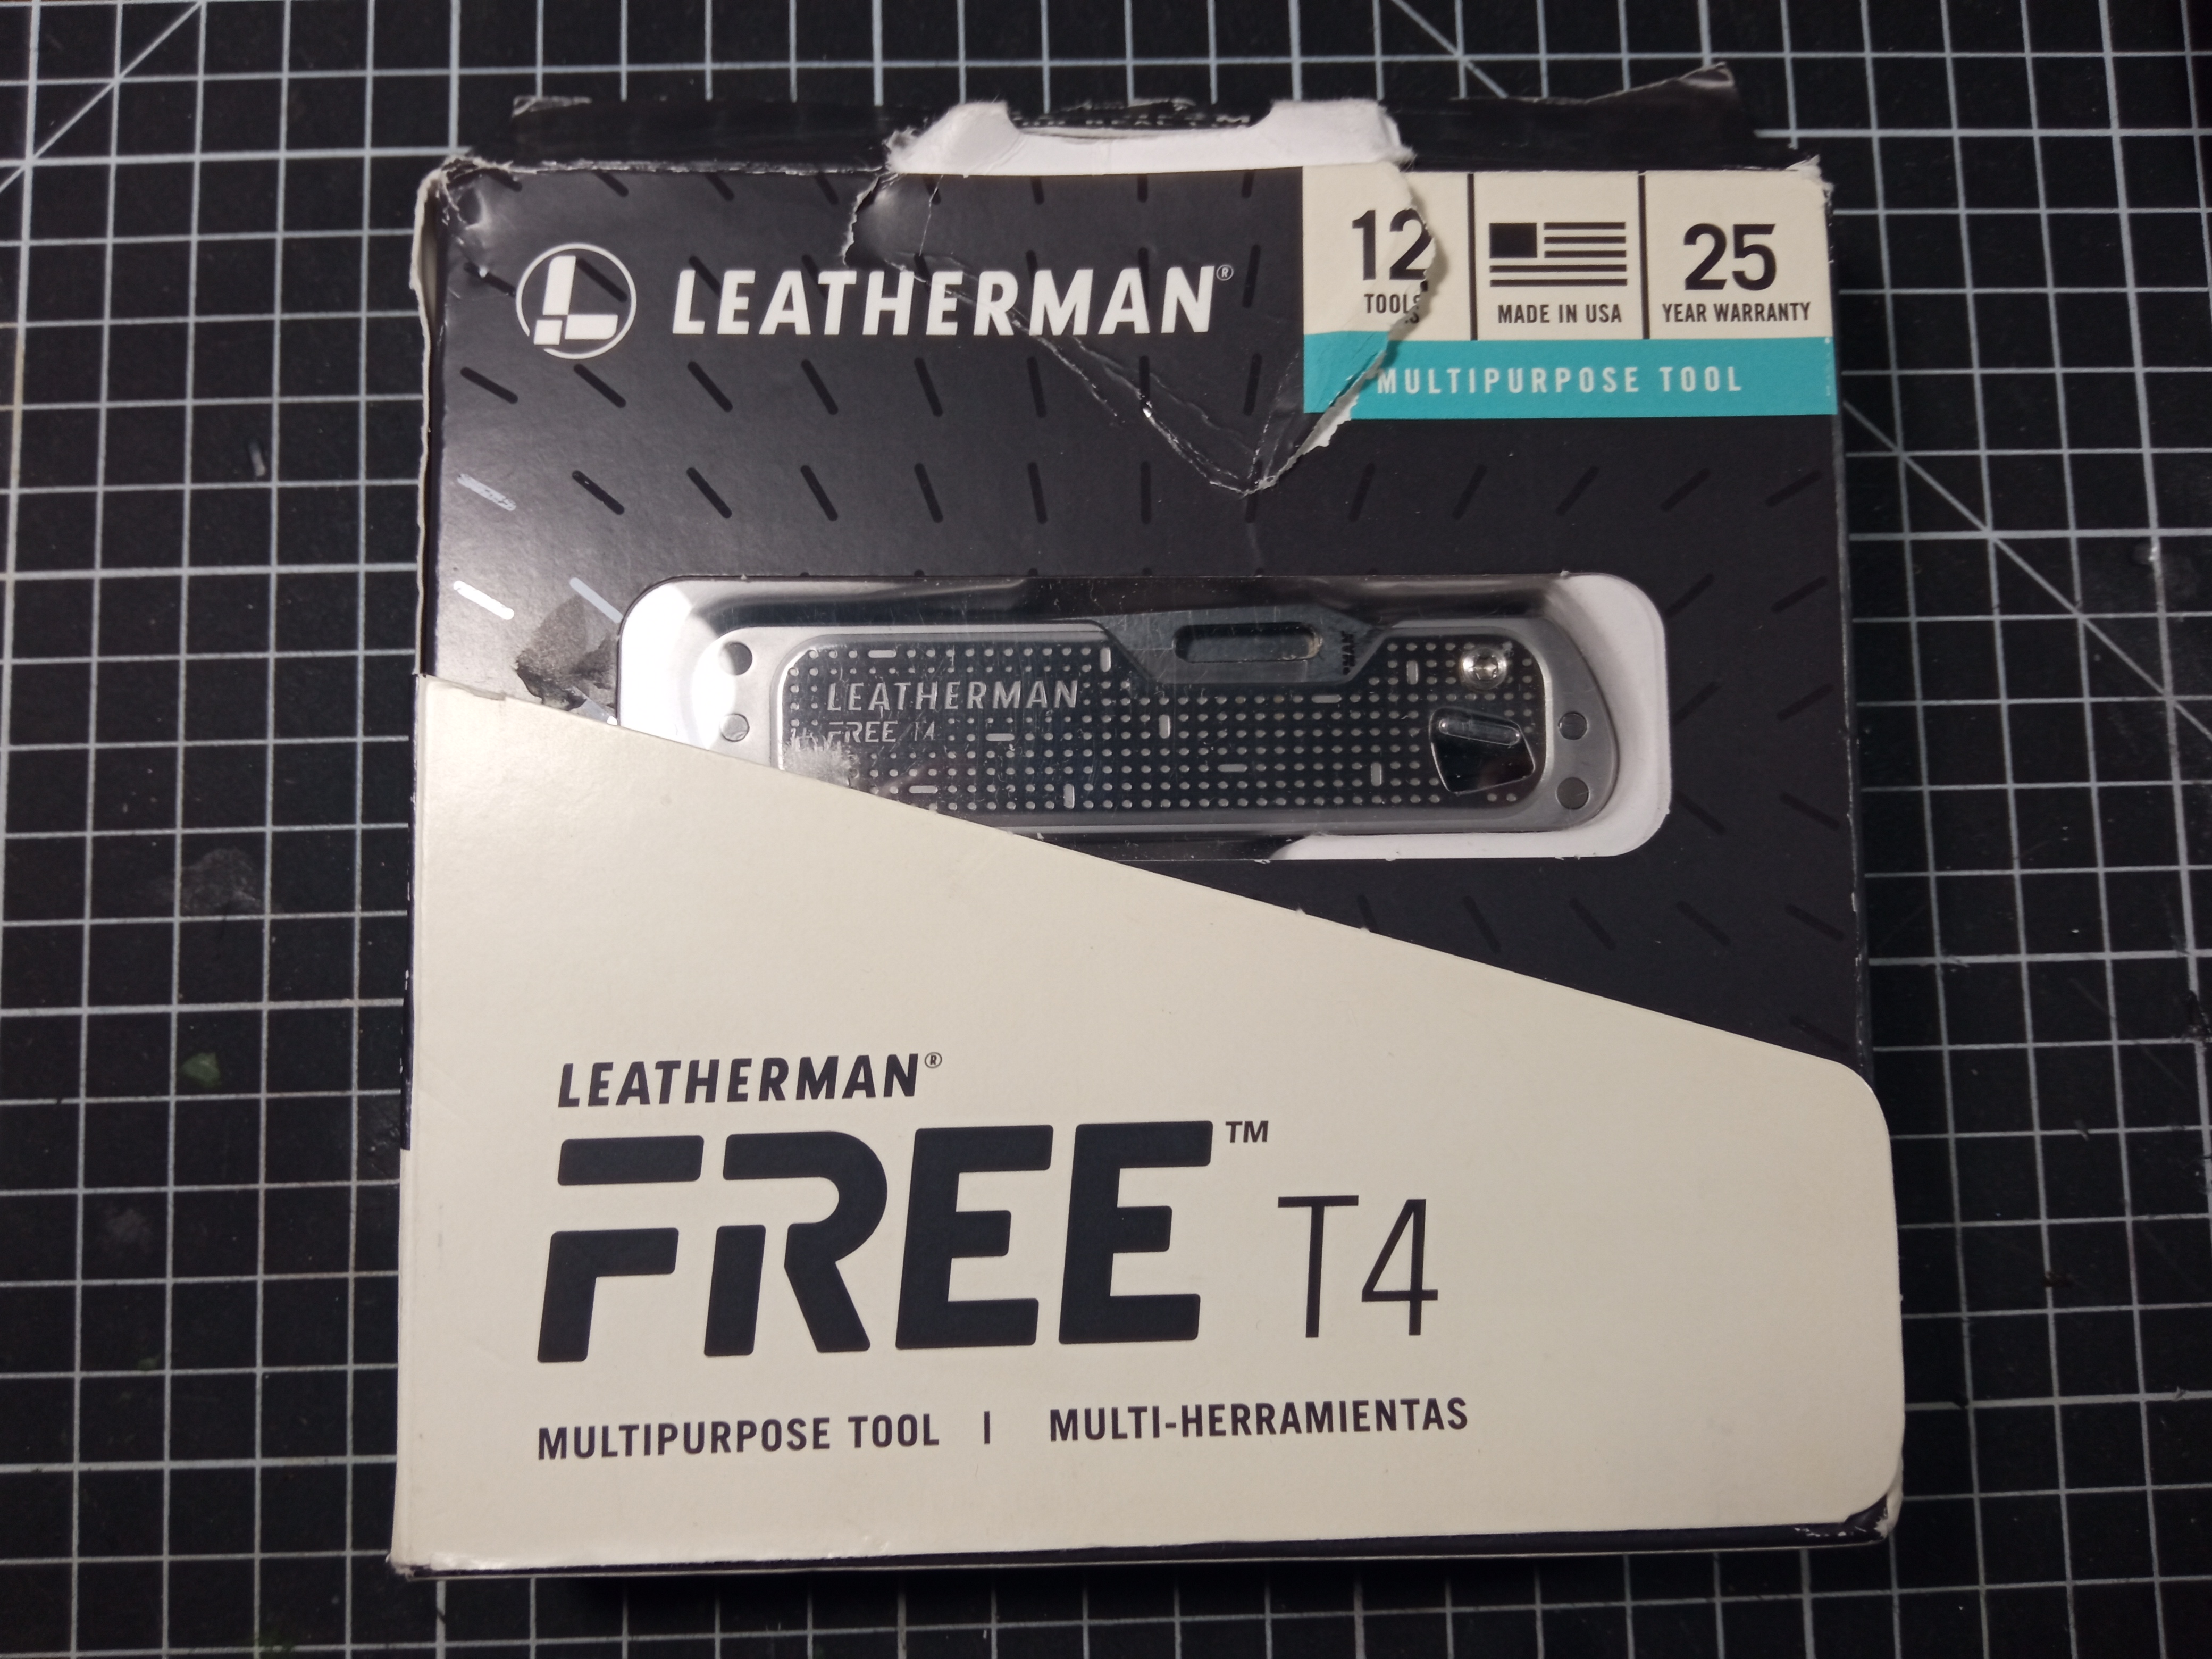 LEATHERMAN®
12
TOOLS
MADE IN USA
25
YEAR WARRANTY
MULTIPURPOSE TOOL
LEATHERMAN
FREE T4
LEATHERMAN®
FREE™ T4
MULTIPURPOSE TOOL | MULTI-HERRAMIENTAS